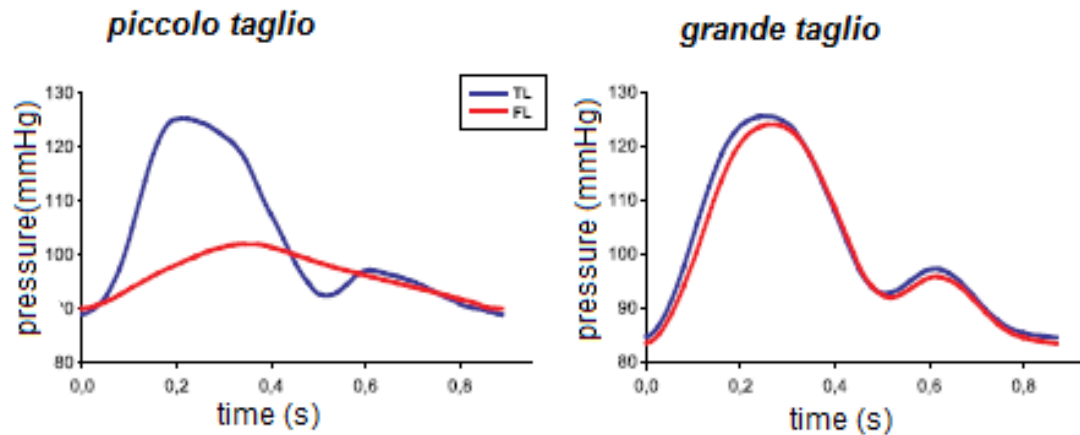 piccolo taglio
grande taglio
TL
FL
pressure(mmHg)
130
120
110
100
'0
80
0,0
0,2
0,4
0,6
0,8
time (s)
pressure (mmHg)
130
120
110
100
90
80
0,0
0,2
0,4
0,6
0,8
time (s)